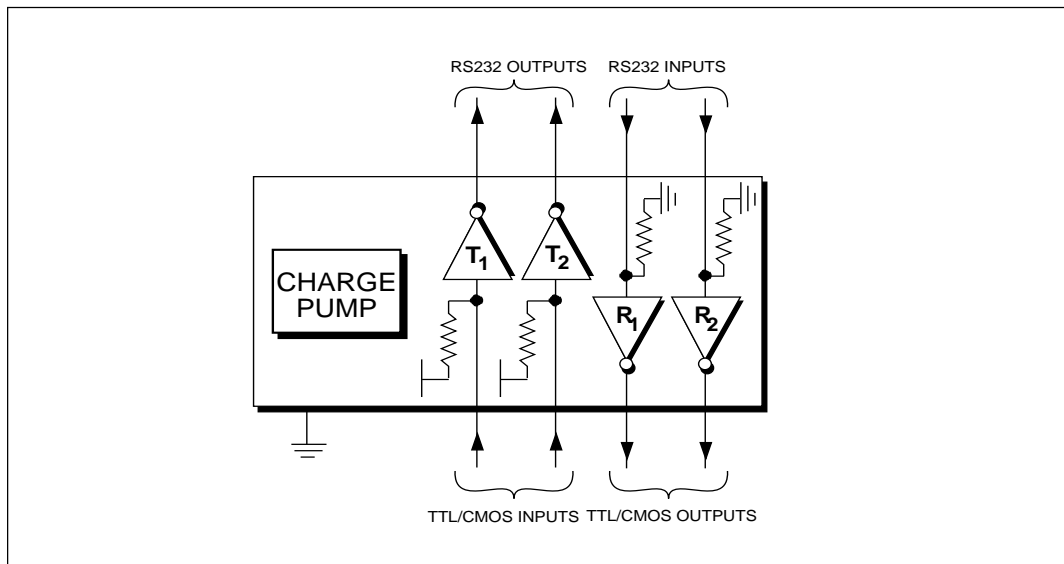 RS232 OUTPUTS
RS232 INPUTS
T1
T2
CHARGE
PUMP
R1
R2
TTL/CMOS INPUTS
TTL/CMOS OUTPUTS